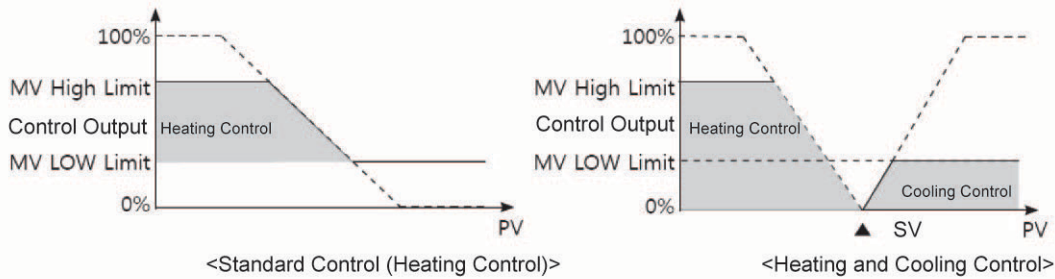 100%
MV High Limit
Control Output
Heating Control
MV LOW Limit
0%
PV
<Standard Control (Heating Control)>
100%
MV High Limit
Control Output
Heating Control
MV LOW Limit
Cooling Control
0%
▲ SV
PV
<Heating and Cooling Control>